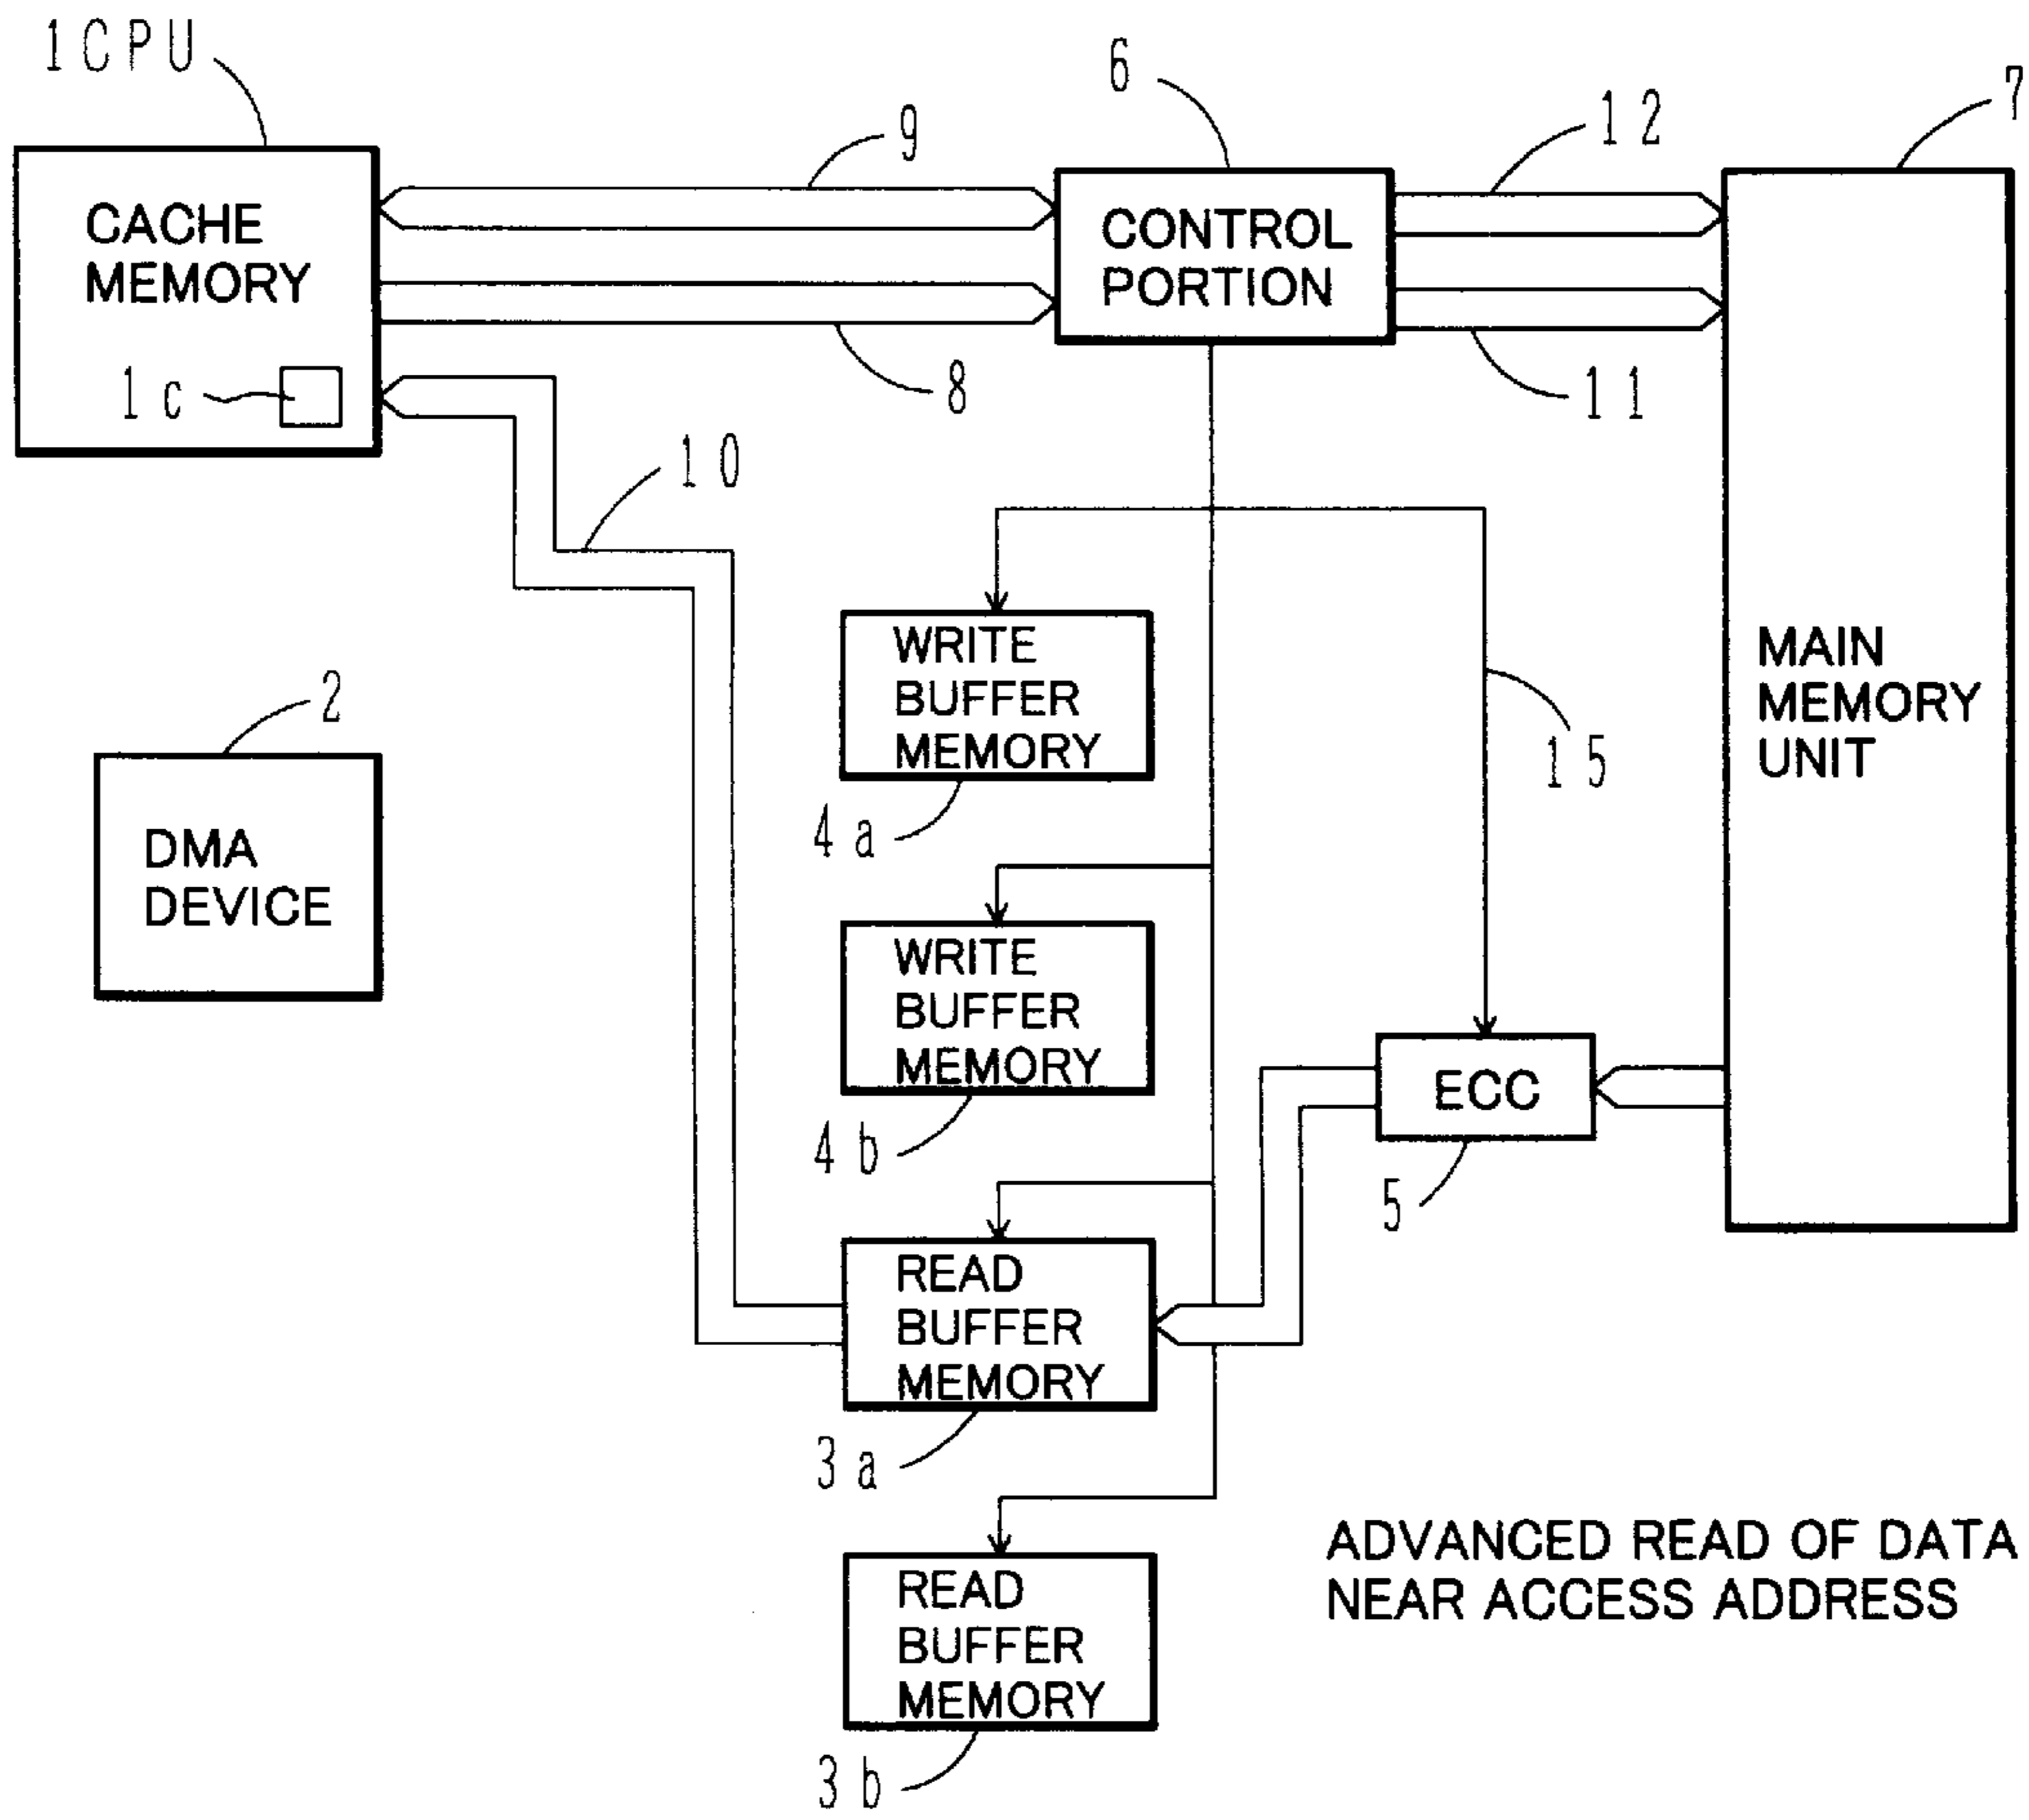 1CPU
6
7
9
12
CACHE
MEMORY
CONTROL
PORTION
1c
8
11
10
WRITE
BUFFER
MEMORY
MAIN
MEMORY
UNIT
2
15
4a
DMA
DEVICE
WRITE
BUFFER
MEMORY
4b
ECC
5
READ
BUFFER
MEMORY
3a
ADVANCED READ OF DATA
NEAR ACCESS ADDRESS
READ
BUFFER
MEMORY
3b